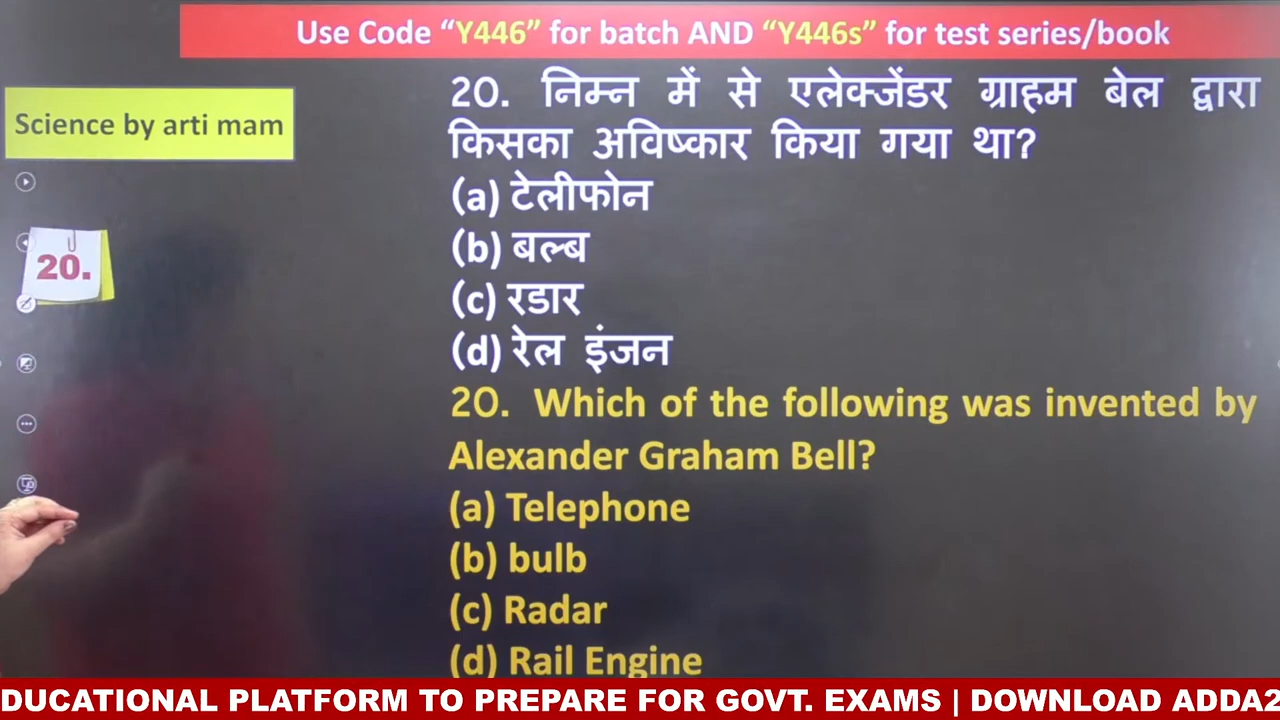 Use Code “Y446” for batch AND “Y446s” for test series/book
Science by arti mam
20.
20. निम्न में से एलेक्जेंडर ग्राहम बेल द्वारा
किसका अविष्कार किया गया था?
(a) टेलीफोन
(b) बल्ब
(c) रडार
(d) रेल इंजन
20. Which of the following was invented by
Alexander Graham Bell?
(a) Telephone
(b) bulb
(c) Radar
(d) Rail Engine
DUCATIONAL PLATFORM TO PREPARE FOR GOVT. EXAMS | DOWNLOAD ADDA2